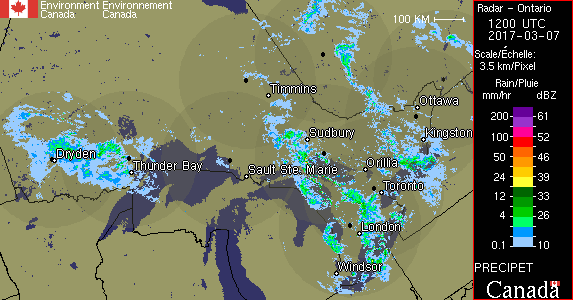 Environment Environnement
Canada Canada
100 KM
Timmins
Ottawa
Sudbury
Kingston
Dryden
Thunder Bay
Sault Ste. Marie
Orillia
Toronto
London
Windsor
Radar - Ontario
1200 UTC
2017-03-07
Scale/Échelle:
3.5 km/Pixel
Rain/Pluie
mm/hr dBZ
200 61
100 52
50 46
24 39
12 33
4 26
0.1 10
PRECIPET
Canada